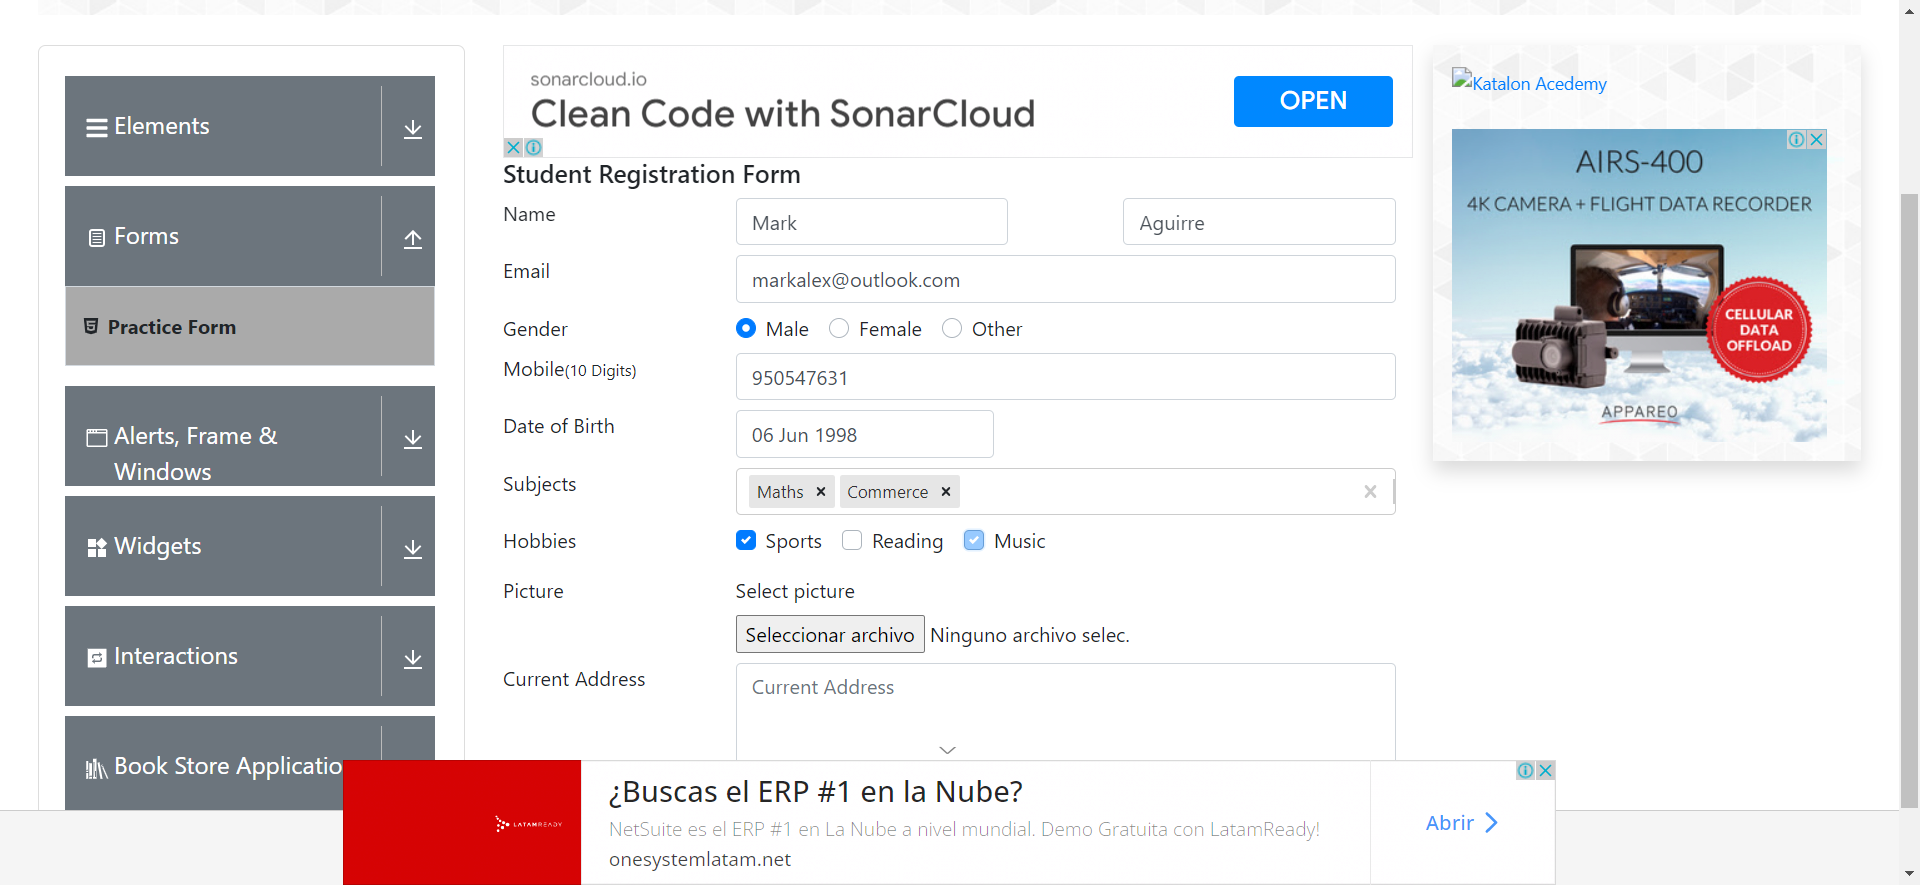 Elements
Forms
Practice Form
Alerts, Frame &
Windows
Widgets
Interactions
Book Store Applicatio
sonarcloud.io
Clean Code with SonarCloud
OPEN
Student Registration Form
Name
Mark
Aguirre
Email
markalex@outlook.com
Gender
Male
Female
Other
Mobile(10 Digits)
950547631
Date of Birth
06 Jun 1998
Subjects
Maths
Commerce
Hobbies
Sports
Reading
Music
Picture
Select picture
Seleccionar archivo
Ninguno archivo selec.
Current Address
Current Address
Katalon Acedemy
AIRS-400
4K CAMERA + FLIGHT DATA RECORDER
CELLULAR
DATA
OFFLOAD
APPAREO
LATAMREADY
¿Buscas el ERP #1 en la Nube?
NetSuite es el ERP #1 en La Nube a nivel mundial. Demo Gratuita con LatamReady!
onesystemlatam.net
Abrir